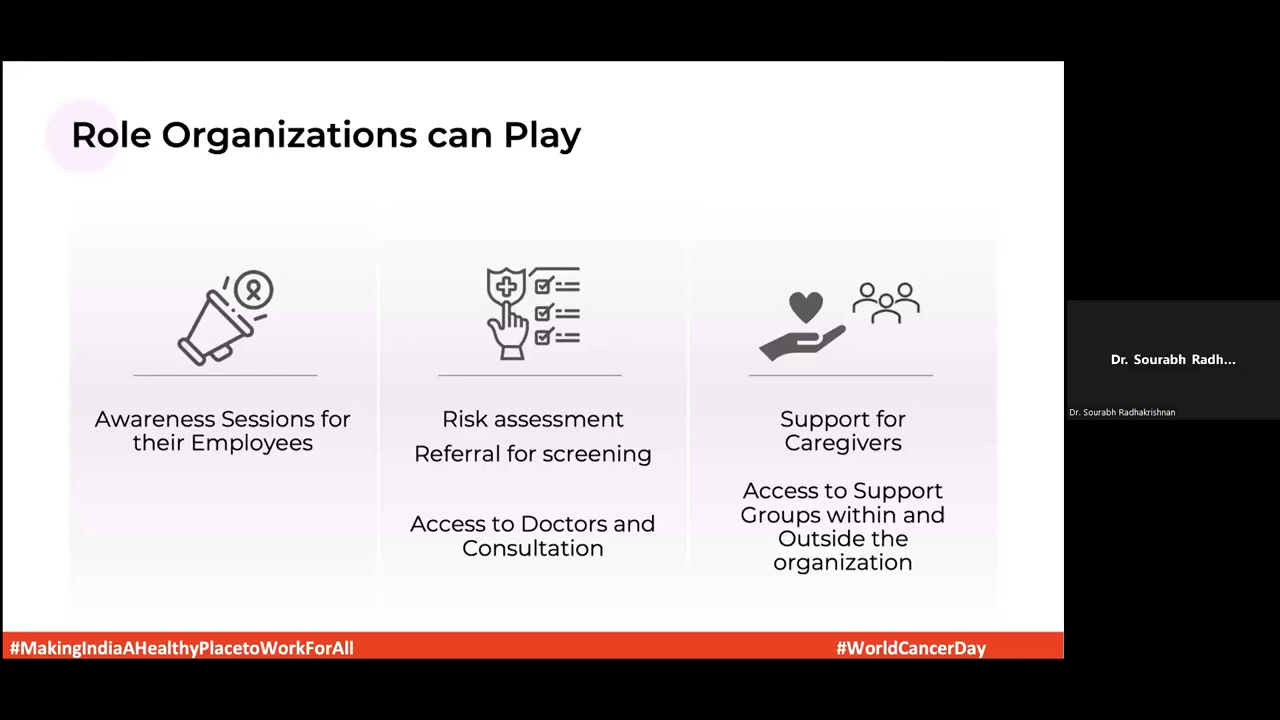 Role Organizations can Play
Awareness Sessions for
their Employees
Risk assessment
Referral for screening
Access to Doctors and
Consultation
Support for
Caregivers
Access to Support
Groups within and
Outside the
organization
#MakingIndiaAHealthyPlacetoWorkForAll
#WorldCancerDay
Dr. Sourabh Radh...
Dr. Sourabh Radhakrishnan